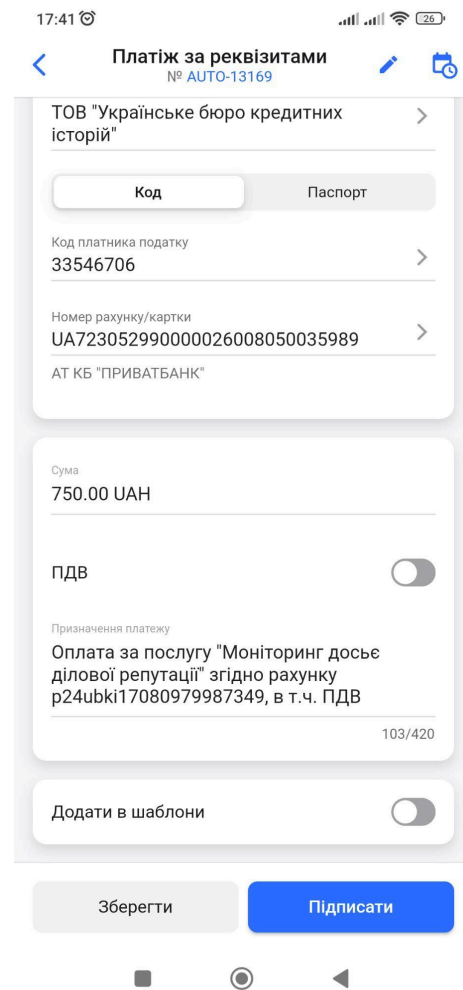 17:41
26
Платіж за реквізитами
№ AUTO-13169
ТОВ "Українське бюро кредитних
історій"
Код
Паспорт
Код платника податку
33546706
Номер рахунку/картки
UA723052990000026008050035989
АТ КБ "ПРИВАТБАНК"
Сума
750.00 UAH
ПДВ
Призначення платежу
Оплата за послугу "Моніторинг досьє
ділової репутації" згідно рахунку
p24ubki17080979987349, в т.ч. ПДВ
103/420
Додати в шаблони
Зберегти
Підписати